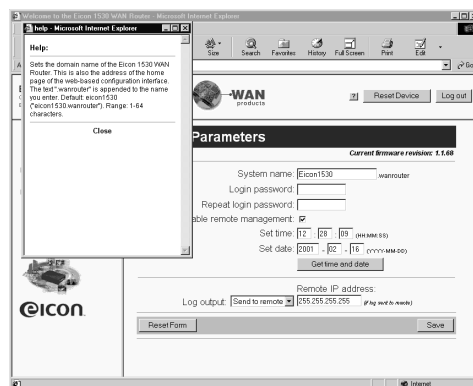 Welcome to the Eicon 1530 WAN Router - Microsoft Internet Explorer
help - Microsoft Internet Explorer
Help:
Sets the domain name of the Eicon 1530 WAN
Router. This is also the address of the home
page of the web-based configuration interface.
The text ".wanrouter" is appended to the name
you enter. Default: eicon1530
("eicon1530.wanrouter"). Range: 1-64
characters.
Close
Size Search Favorites History Full Screen Print Edit
Go
WAN
products
? Reset Device Log out
Parameters
Current firmware revision: 1.1.68
System name: Eicon1530 .wanrouter
Login password:
Repeat login password:
able remote management:
Set time: 12 : 28 : 09 (HH:MM:SS)
Set date: 2001 - 02 - 16 (YYYY-MM-DD)
Get time and date
Remote IP address:
Log output: Send to remote 255.255.255.255 (if log sent to remote)
eicon
Reset Form Save
Internet